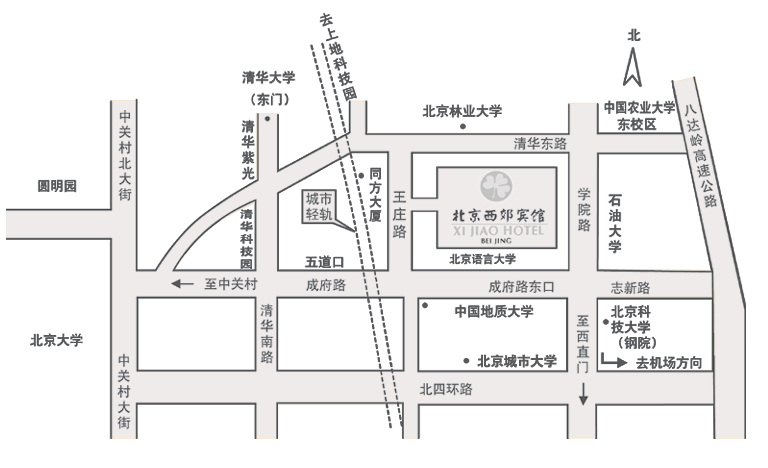 去上地科技园
北
清华大学
（东门）
北京林业大学
中国农业大学
东校区
八达岭高速公路
中关村北大街
清华紫光
清华东路
圆明园
同方大厦
王庄路
城市
轻轨
北京西郊宾馆
XI JIAO HOTEL
BEI JING
学院路
石油大学
清华科技园
五道口
北京语言大学
至中关村
成府路
成府路东口
志新路
清华南路
中国地质大学
至西直门
北京科
技大学
（钢院）
北京大学
北京城市大学
去机场方向
中关村大街
北四环路